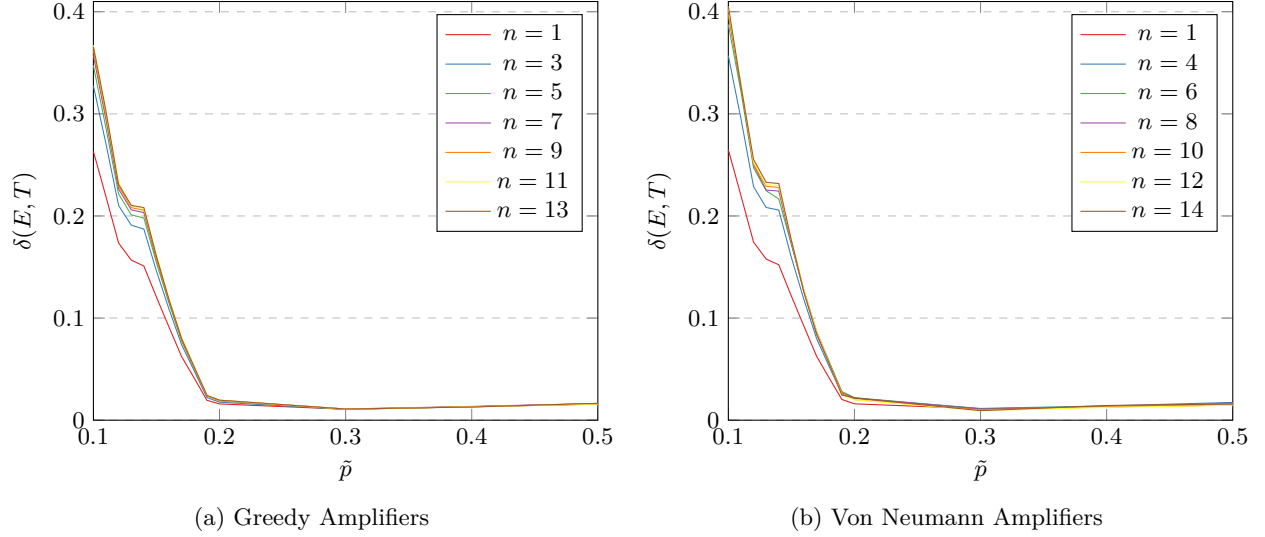 0.4
0.3
0.2
0.1
0
δ(E, T)
0.1 0.2 0.3 0.4 0.5
p̃
n = 1
n = 3
n = 5
n = 7
n = 9
n = 11
n = 13
(a) Greedy Amplifiers
0.4
0.3
0.2
0.1
0
δ(E, T)
0.1 0.2 0.3 0.4 0.5
p̃
n = 1
n = 4
n = 6
n = 8
n = 10
n = 12
n = 14
(b) Von Neumann Amplifiers